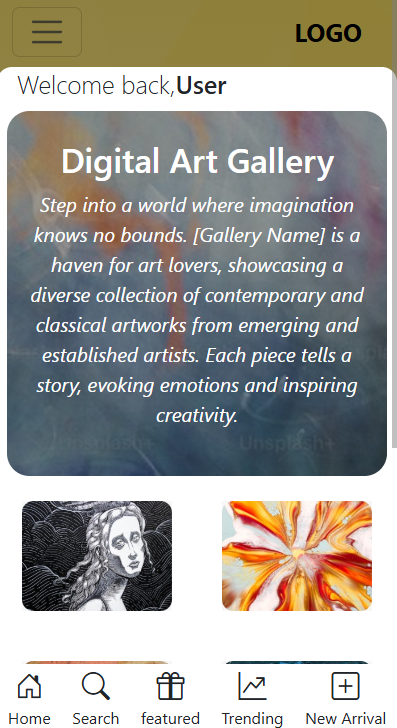 LOGO
Welcome back,User
Digital Art Gallery
Step into a world where imagination
knows no bounds. [Gallery Name] is a
haven for art lovers, showcasing a
diverse collection of contemporary and
classical artworks from emerging and
established artists. Each piece tells a
story, evoking emotions and inspiring
creativity.
Unsplash+
Unsplash+
Home
Search
featured
Trending
New Arrival